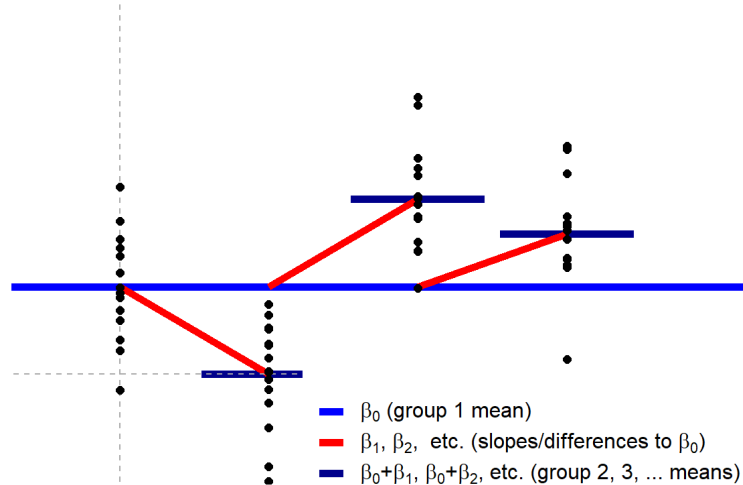 β₀ (group 1 mean)
β₁, β₂, etc. (slopes/differences to β₀)
β₀+β₁, β₀+β₂, etc. (group 2, 3, ... means)